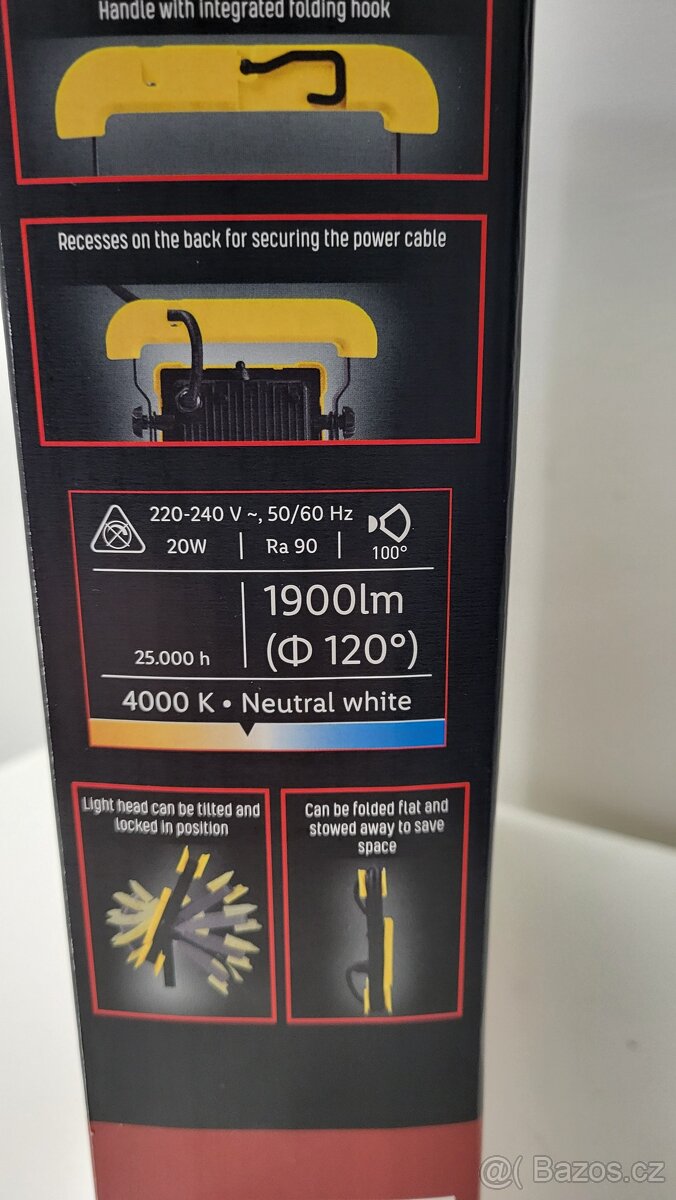 Handle with integrated folding hook
Recesses on the back for securing the power cable
220-240 V ~, 50/60 Hz
20W | Ra 90 |
100°
1900lm
(Φ 120°)
25.000 h
4000 K • Neutral white
Light head can be tilted and
locked in position
Can be folded flat and
stowed away to save
space
Bazos.cz